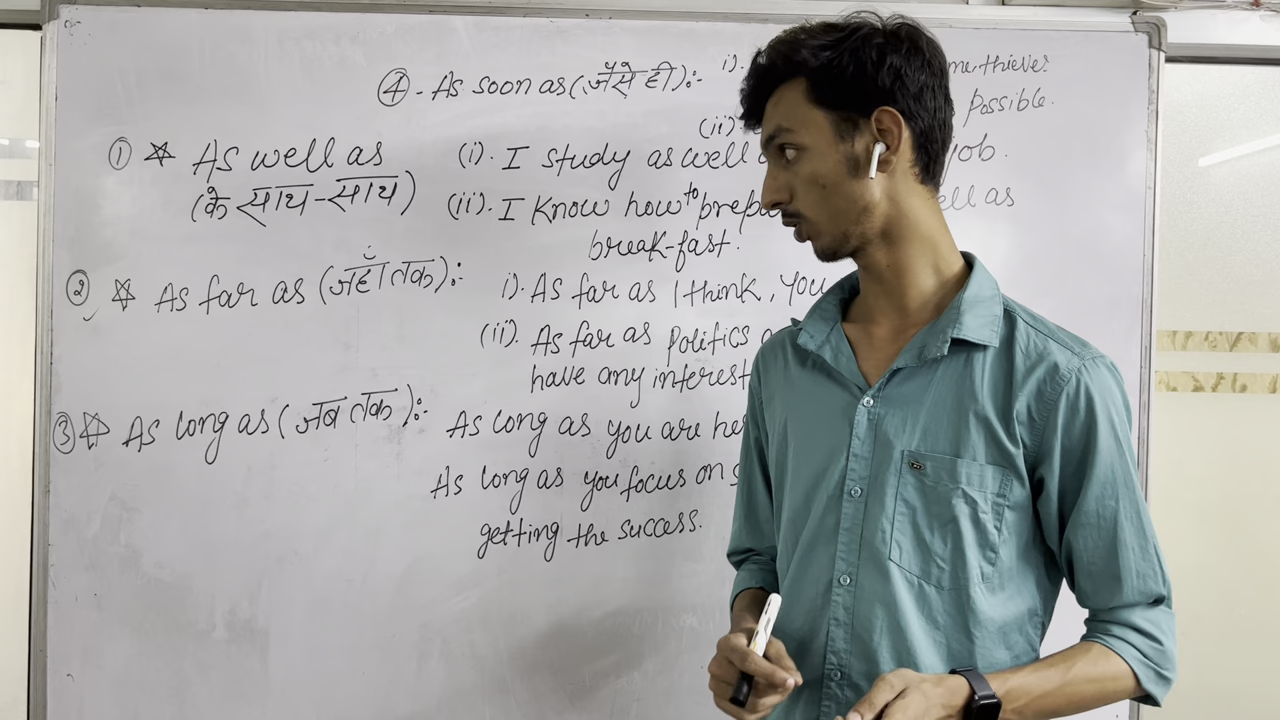 ④ - As soon as (जैसे ही):- i).
me, thieves
possible.
(ii)
① ☆ As well as (i). I study as well job.
(के साथ-साथ) (ii). I know how to prepa ell as
break-fast.
② ☆ As far as (जहाँ तक): i). As far as I think, you
(ii). As far as politics
have any interest
③ ☆ As long as (जब तक):- As long as you are he
As long as you focus on s
getting the success.